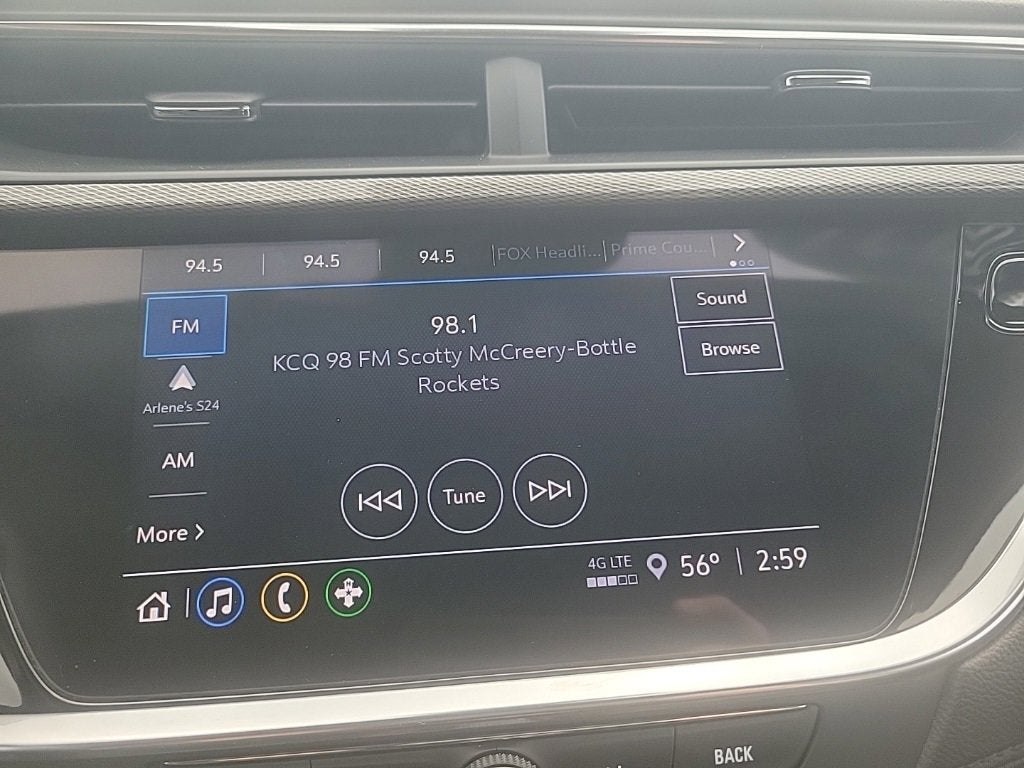 94.5 94.5 94.5 FOX Headli... Prime Cou...
Sound
FM
98.1
Browse
KCQ 98 FM Scotty McCreery-Bottle
Rockets
Arlene's S24
AM
Tune
More
4G LTE 56° 2:59
BACK